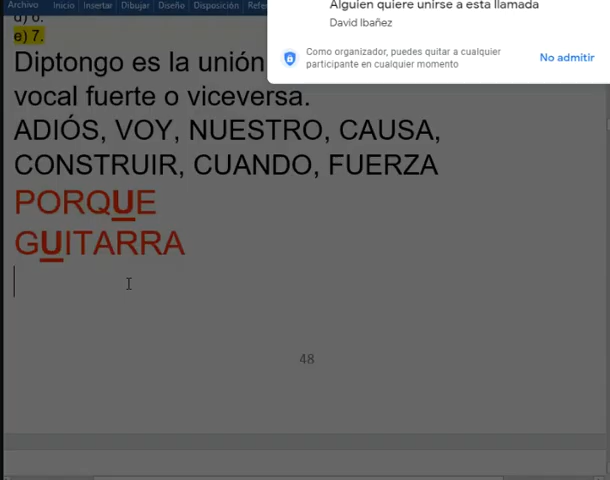 Archivo Inicio Insertar Dibujar Diseño Disposición
Alguien quiere unirse a esta llamada
David Ibañez
Como organizador, puedes quitar a cualquier
participante en cualquier momento
No admitir
e) 7.
Diptongo es la unión
vocal fuerte o viceversa.
ADIÓS, VOY, NUESTRO, CAUSA,
CONSTRUIR, CUANDO, FUERZA
PORQUE
GUITARRA
48